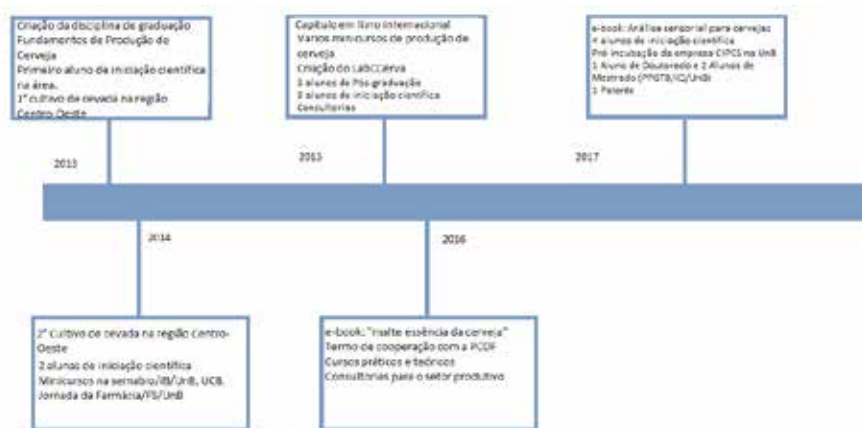 Criação da disciplina de graduação
Fundamentos de Produção de
Cerveja
Primeiro aluno de iniciação científica
na área.
1° cultivo de cevada na região
Centro-Oeste
Capítulo em livro internacional
Vários minicursos de produção de
cerveja
Criação do LabCCerva
3 alunos de Pós-graduação
3 alunos de iniciação científica
Consultorias
e-book: Análise sensorial para cervejas
4 alunos de iniciação científica
Pré incubação da empresa CIPCS na UnB
1 Aluno de Doutorado e 2 Alunos de
Mestrado (PPGTB/IQ/UnB)
1 Patente
2013
2015
2017
2014
2016
2° Cultivo de cevada na região Centro-
Oeste
2 alunos de iniciação científica
Minicursos na semabio/IB/UnB, UCB,
Jornada da Farmácia/FS/UnB
e-book: "malte essência da cerveja"
Termo de cooperação com a PCDF
Cursos práticos e teóricos
Consultorias para o setor produtivo